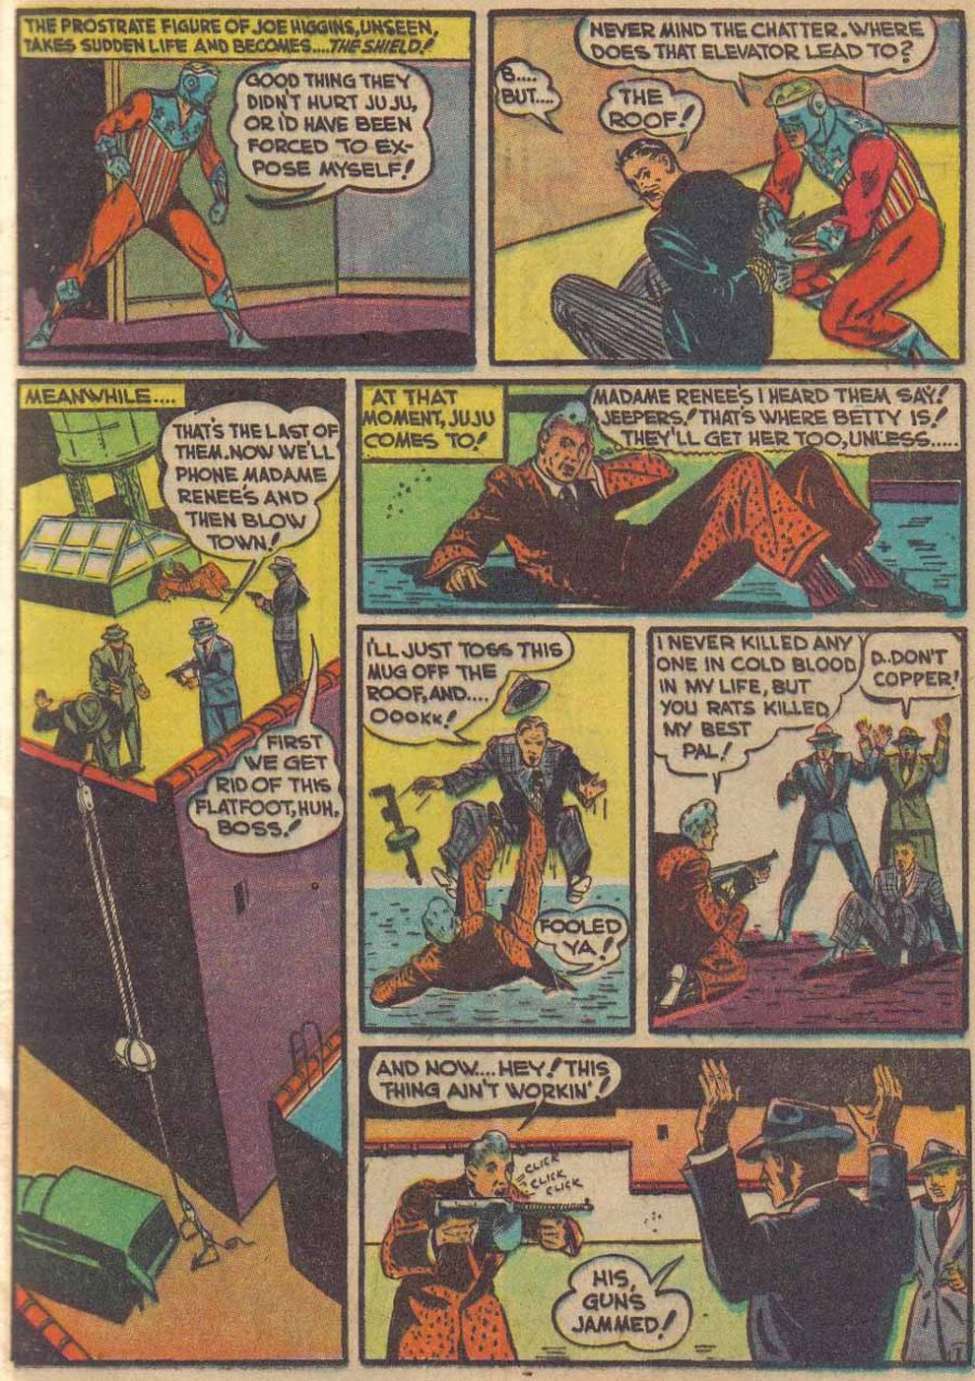 THE PROSTRATE FIGURE OF JOE HIGGINS, UNSEEN,
TAKES SUDDEN LIFE AND BECOMES....THE SHIELD!
GOOD THING THEY
DIDN'T HURT JU JU,
OR I'D HAVE BEEN
FORCED TO EX-
POSE MYSELF!
NEVER MIND THE CHATTER. WHERE
DOES THAT ELEVATOR LEAD TO?
B....
BUT....
THE
ROOF!
MEANWHILE....
THAT'S THE LAST OF
THEM. NOW WE'LL
PHONE MADAME
RENEE'S AND
THEN BLOW
TOWN!
FIRST
WE GET
RID OF THIS
FLATFOOT, HUH,
BOSS!
AT THAT
MOMENT, JUJU
COMES TO!
MADAME RENEE'S I HEARD THEM SAY!
JEEPERS! THAT'S WHERE BETTY IS!
THEY'LL GET HER TOO, UNLESS.....
I'LL JUST TOSS THIS
MUG OFF THE
ROOF, AND....
OOOKK!
FOOLED
YA!
I NEVER KILLED ANY
ONE IN COLD BLOOD
IN MY LIFE, BUT
YOU RATS KILLED
MY BEST
PAL!
D.DON'T
COPPER!
AND NOW....HEY! THIS
THING AIN'T WORKIN'!
CLICK
CLICK
CLICK
HIS,
GUNS
JAMMED!